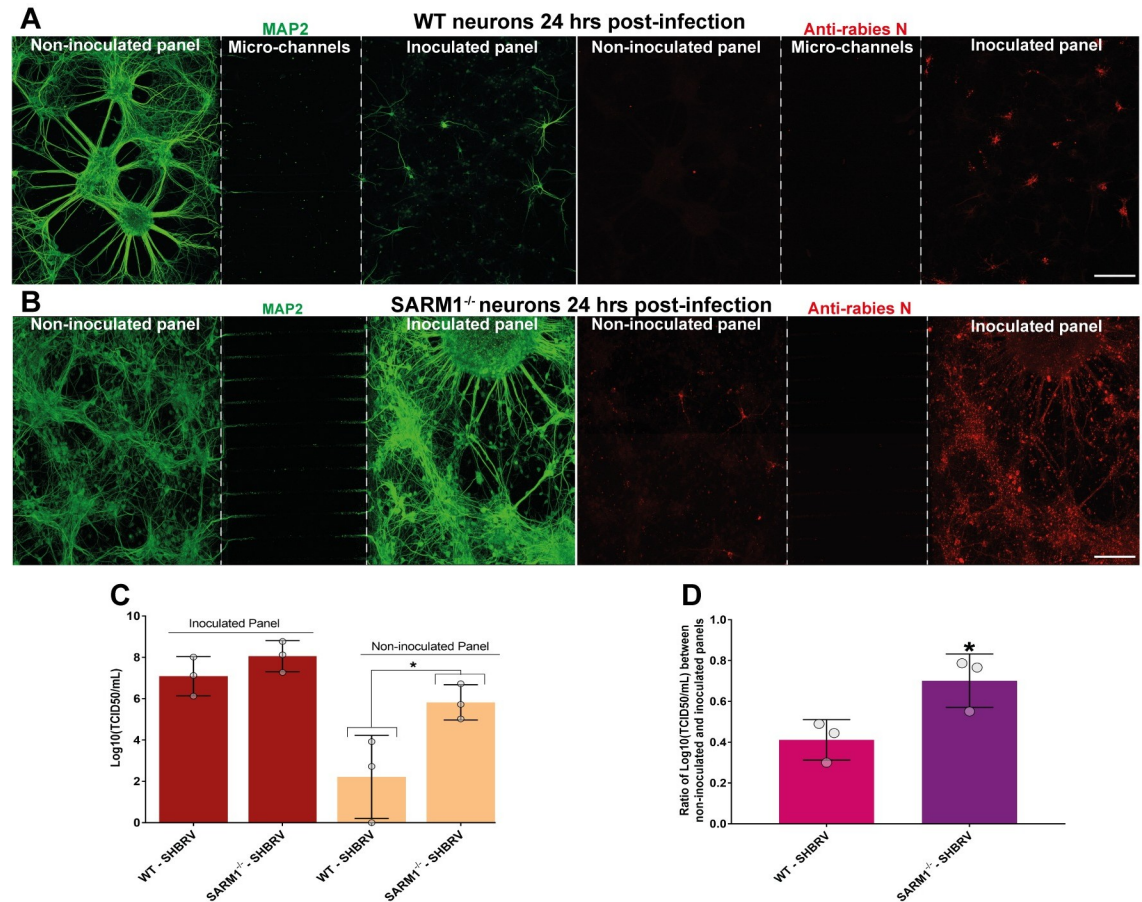 A
WT neurons 24 hrs post-infection
MAP2
Anti-rabies N
Non-inoculated panel
Micro-channels
Inoculated panel
Non-inoculated panel
Micro-channels
Inoculated panel
B
SARM1-/- neurons 24 hrs post-infection
MAP2
Anti-rabies N
Non-inoculated panel
Inoculated panel
Non-inoculated panel
Inoculated panel
C
Log10(TCID50/mL)
10
8
6
4
2
0
Inoculated Panel
Non-inoculated Panel
*
WT - SHBRV
SARM1-/- - SHBRV
WT - SHBRV
SARM1-/- - SHBRV
D
Ratio of Log10(TCID50/mL) between
non-inoculated and inoculated panels
1.0
0.8
0.6
0.4
0.2
0.0
*
WT - SHBRV
SARM1-/- - SHBRV